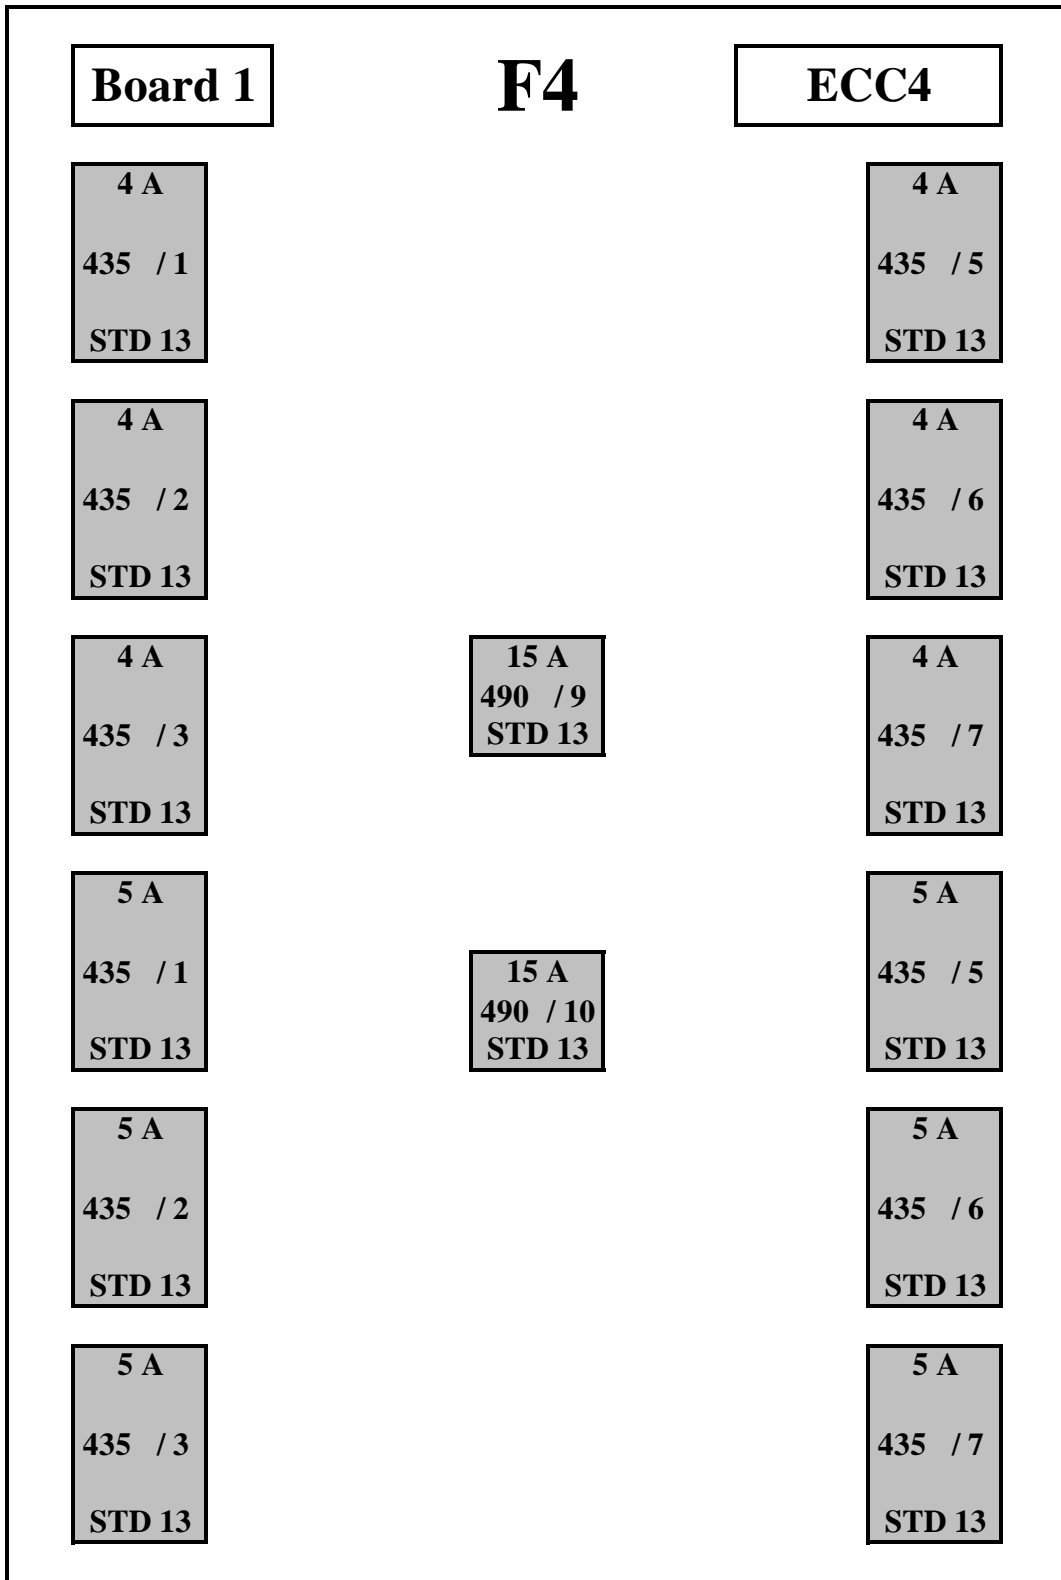 Board 1
F4
ECC4
4 A
435 / 1
STD 13
4 A
435 / 5
STD 13
4 A
435 / 2
STD 13
4 A
435 / 6
STD 13
4 A
435 / 3
STD 13
15 A
490 / 9
STD 13
4 A
435 / 7
STD 13
5 A
435 / 1
STD 13
15 A
490 / 10
STD 13
5 A
435 / 5
STD 13
5 A
435 / 2
STD 13
5 A
435 / 6
STD 13
5 A
435 / 3
STD 13
5 A
435 / 7
STD 13